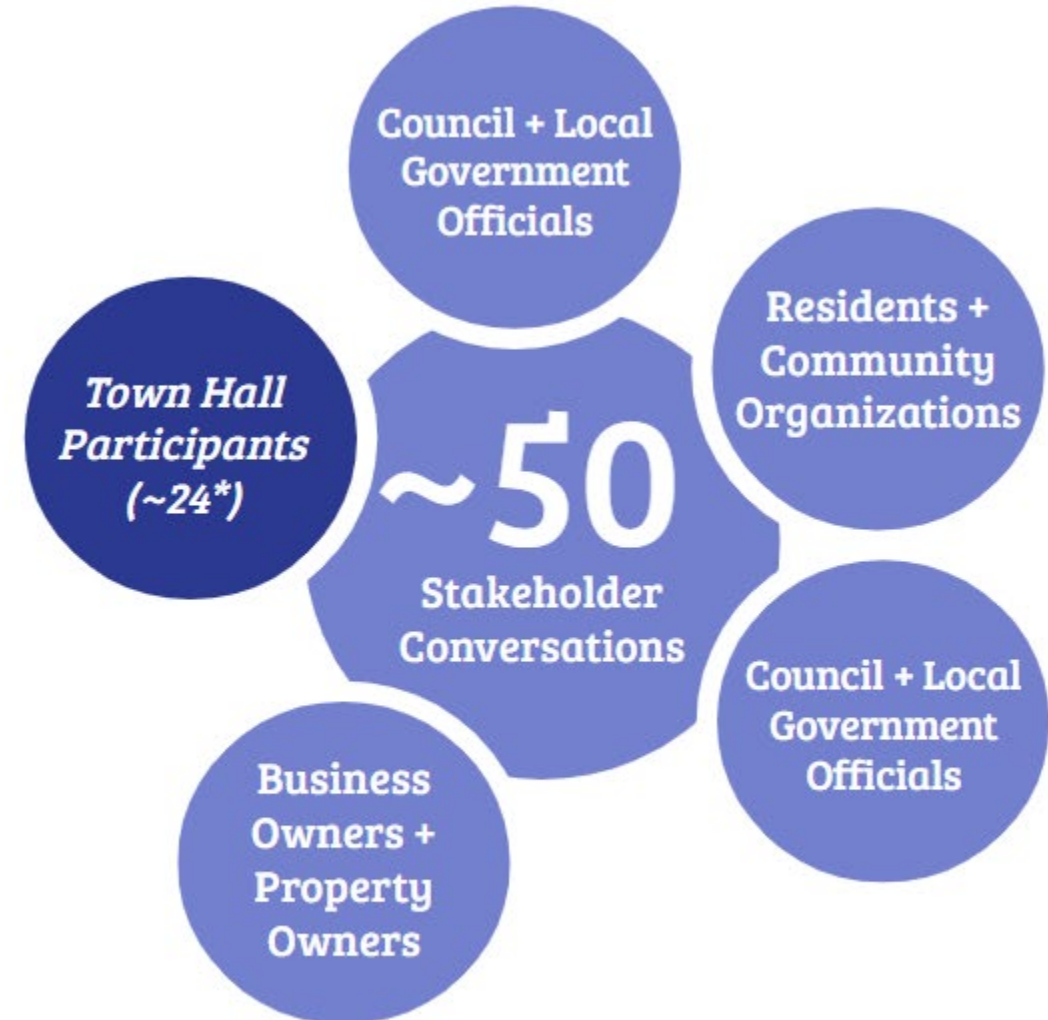 Council + Local
Government
Officials
Residents +
Community
Organizations
Town Hall
Participants
(~24*)
~50
Stakeholder
Conversations
Council + Local
Government
Officials
Business
Owners +
Property
Owners